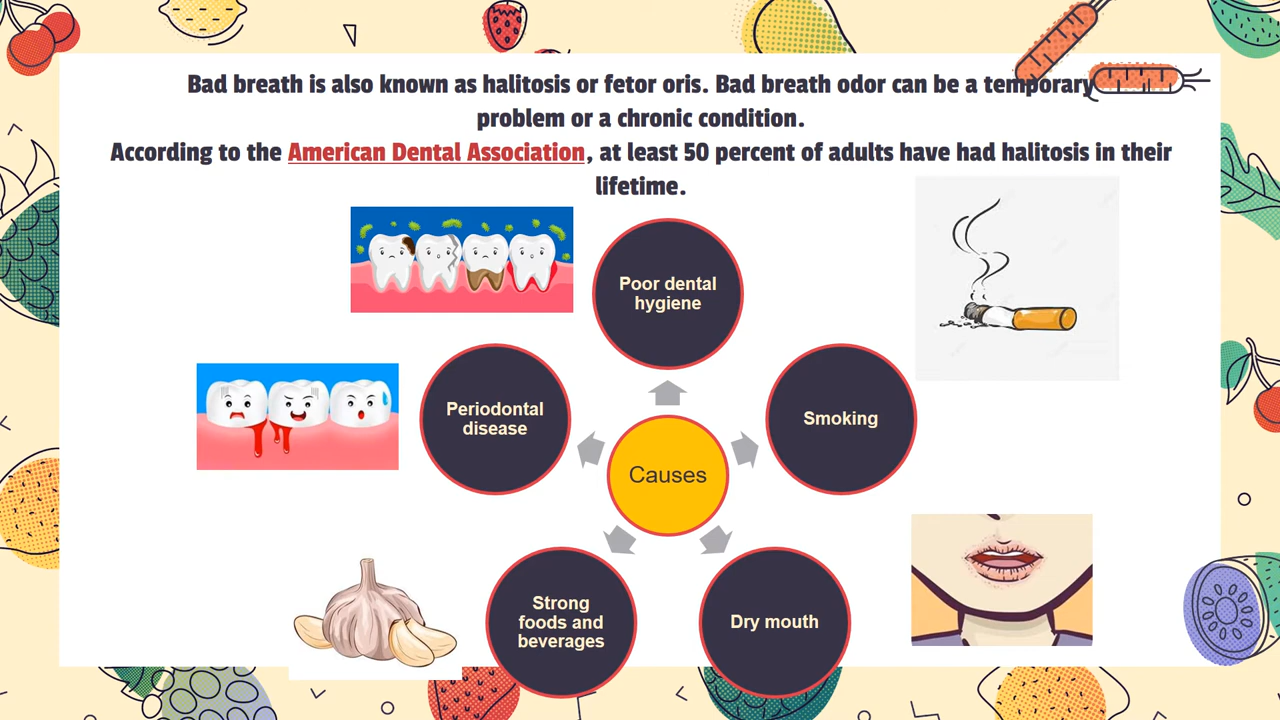 Bad breath is also known as halitosis or fetor oris. Bad breath odor can be a temporary
problem or a chronic condition.
According to the American Dental Association, at least 50 percent of adults have had halitosis in their
lifetime.
Poor dental
hygiene
Periodontal
disease
Smoking
Causes
Strong
foods and
beverages
Dry mouth